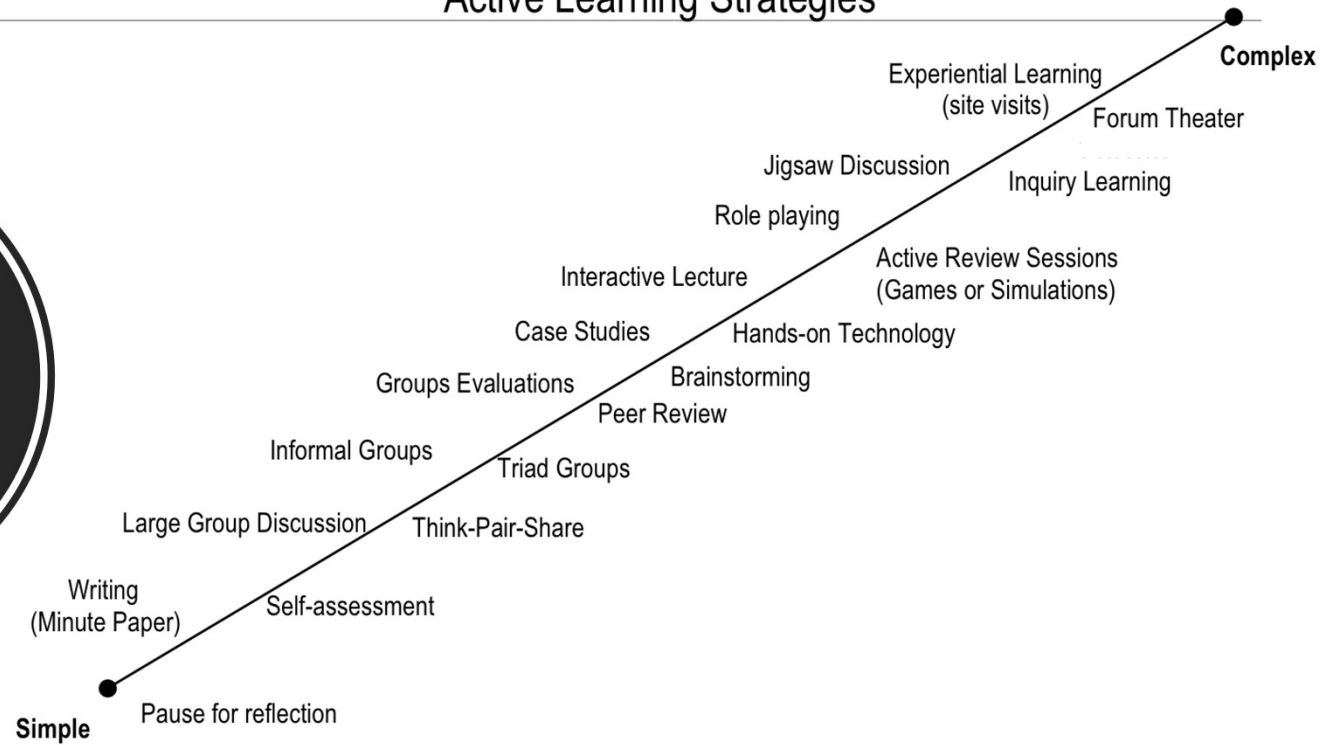 Active Learning Strategies
Complex
Experiential Learning
(site visits)
Forum Theater
Jigsaw Discussion
Inquiry Learning
Role playing
Active Review Sessions
(Games or Simulations)
Interactive Lecture
Case Studies
Hands-on Technology
Groups Evaluations
Brainstorming
Peer Review
Informal Groups
Triad Groups
Large Group Discussion
Think-Pair-Share
Writing
(Minute Paper)
Self-assessment
Pause for reflection
Simple